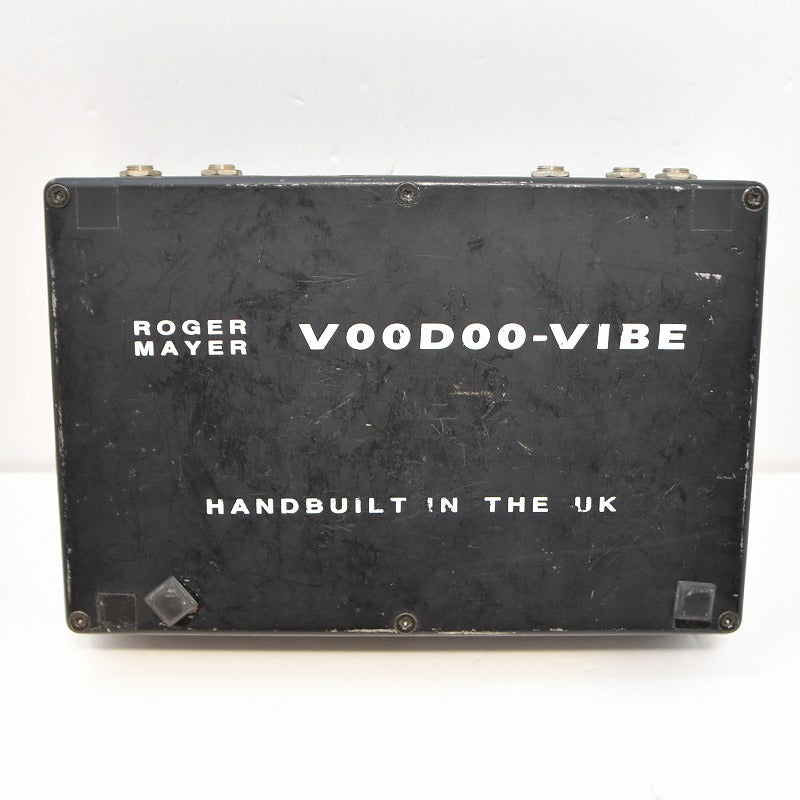 ROGER
MAYER
VOODOO-VIBE
HANDBUILT IN THE UK